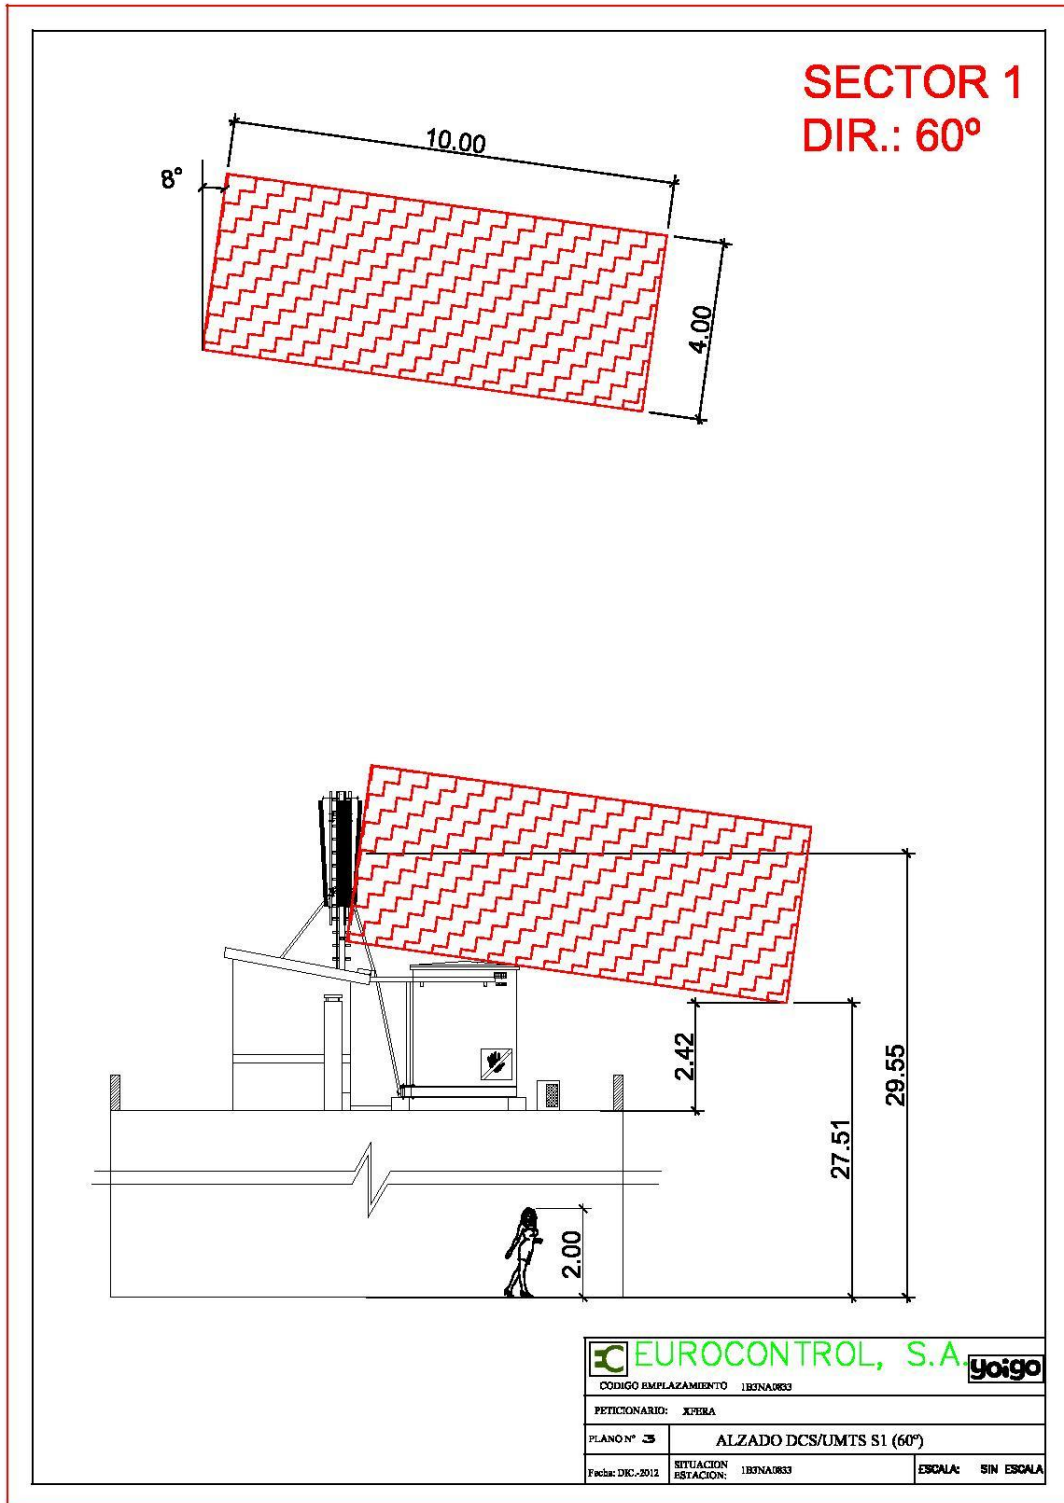 SECTOR 1
DIR.: 60º
10.00
8°
4.00
2.42
29.55
27.51
2.00
EUROCONTROL, S.A.
yoigo
CODIGO EMPLAZAMIENTO 1B3NA0833
PETICIONARIO: XFERA
PLANO Nº 3
ALZADO DCS/UMTS S1 (60º)
Fecha: DIC.-2012
SITUACION
ESTACION: 1B3NA0833
ESCALA: SIN ESCALA